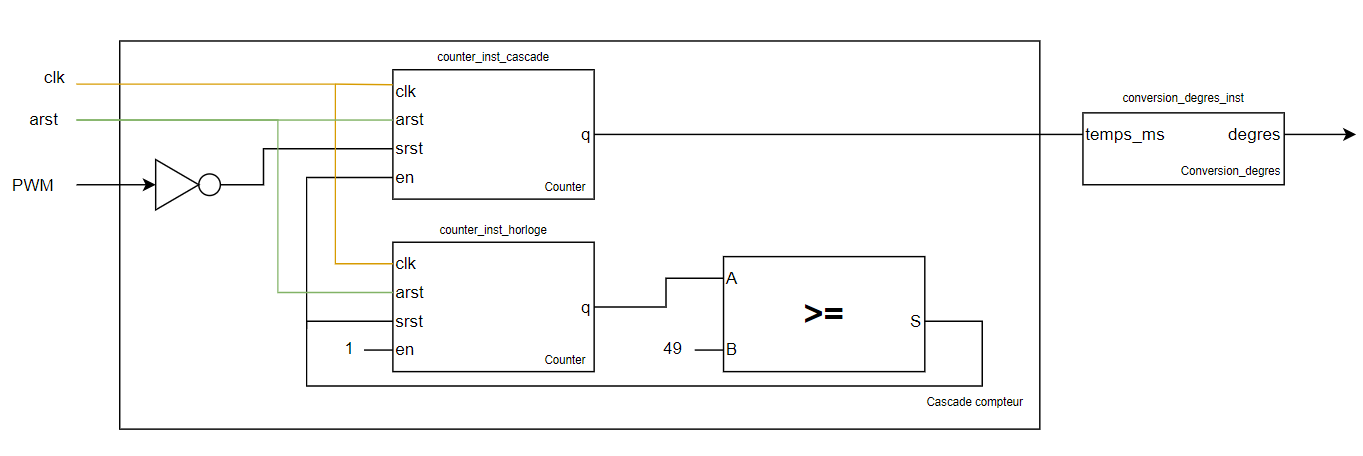 counter_inst_cascade
clk
clk
arst
arst
q
srst
PWM
en
Counter
conversion_degres_inst
temps_ms
degres
Conversion_degres
counter_inst_horloge
clk
arst
q
srst
1
en
Counter
A
>=
S
49
B
Cascade compteur